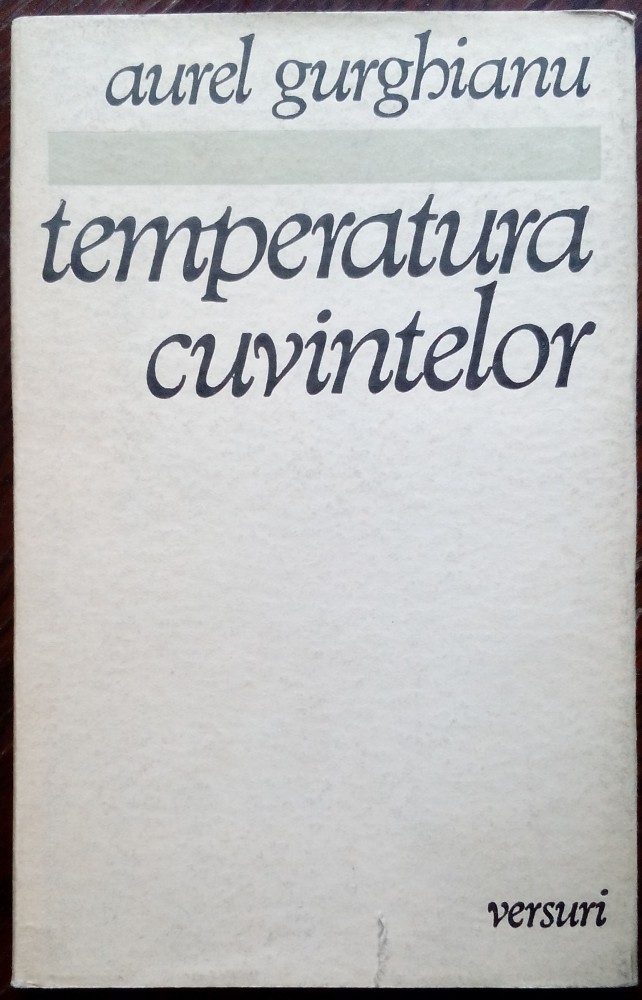 aurel gurghianu
temperatura
cuvintelor
versuri